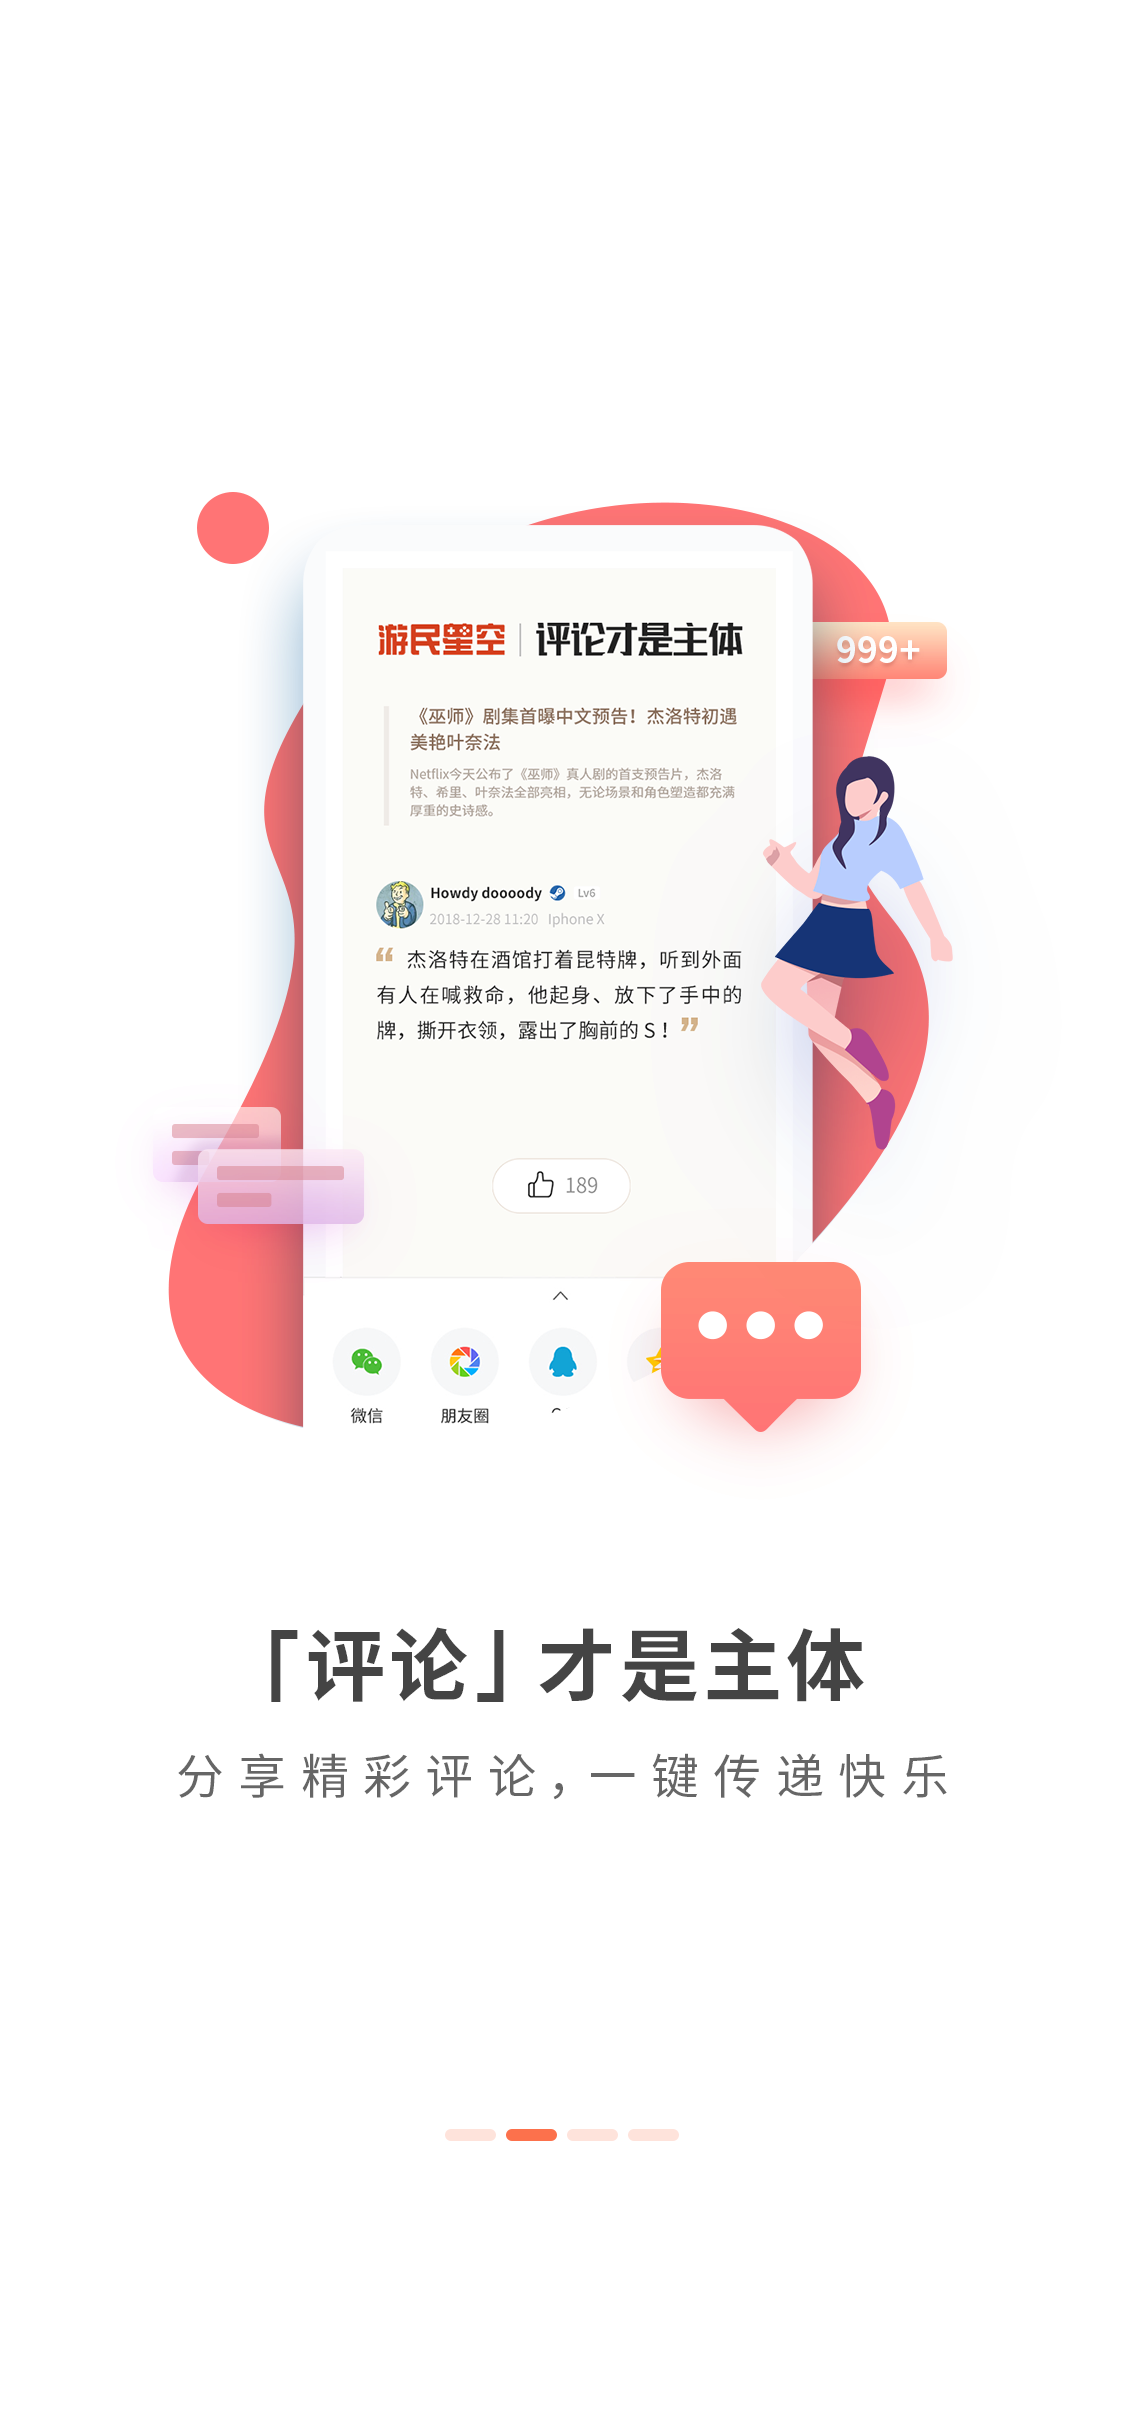 游民星空｜评论才是主体
999+
《巫师》剧集首曝中文预告！杰洛特初遇
美艳叶奈法
Netflix今天公布了《巫师》真人剧的首支预告片，杰洛
特、希里、叶奈法全部亮相，无论场景和角色塑造都充满
厚重的史诗感。
Howdy doooody Lv6
2018-12-28 11:20 Iphone X
“ 杰洛特在酒馆打着昆特牌，听到外面
有人在喊救命，他起身、放下了手中的
牌，撕开衣领，露出了胸前的 S ！”
189
微信 朋友圈
「评论」才是主体
分享精彩评论，一键传递快乐